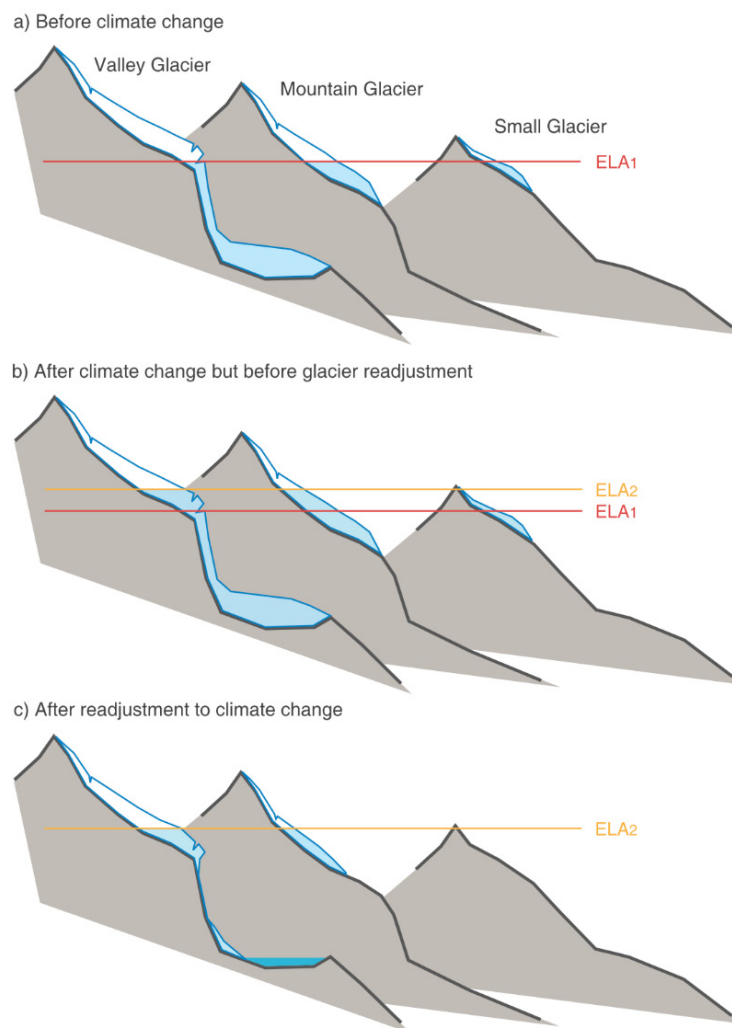 a) Before climate change
Valley Glacier
Mountain Glacier
Small Glacier
ELA1
b) After climate change but before glacier readjustment
ELA2
ELA1
c) After readjustment to climate change
ELA2